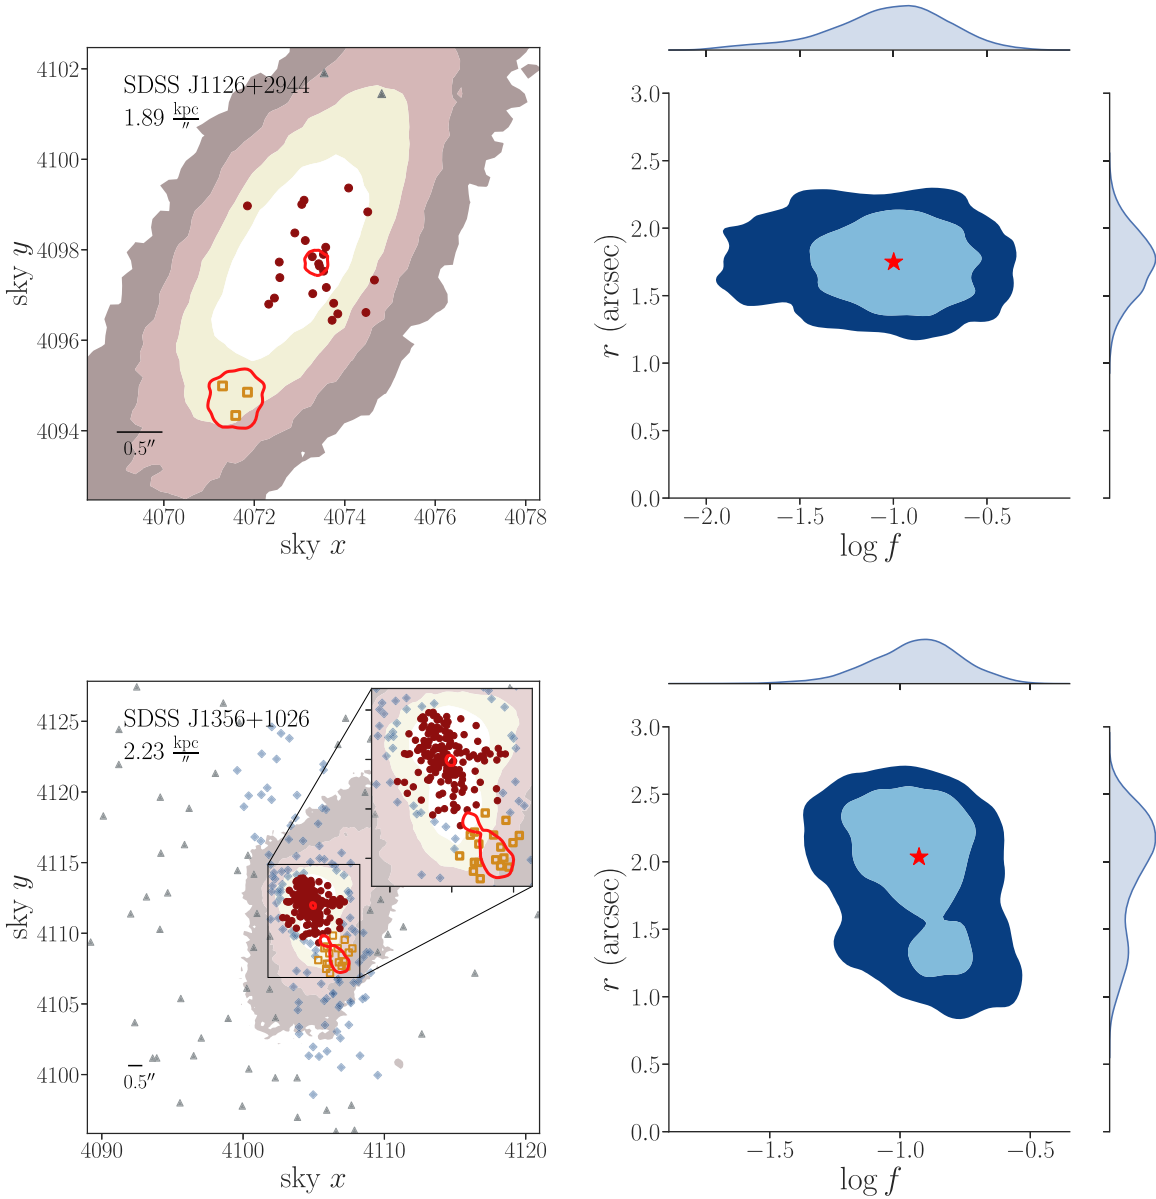 SDSS J1126+2944
1.89 kpc/″
4102
4100
4098
4096
4094
sky y
0.5″
4070 4072 4074 4076 4078
sky x
3.0
2.5
2.0
1.5
1.0
0.5
0.0
r (arcsec)
−2.0 −1.5 −1.0 −0.5
log f
SDSS J1356+1026
2.23 kpc/″
4125
4120
4115
4110
4105
4100
sky y
0.5″
4090 4100 4110 4120
sky x
3.0
2.5
2.0
1.5
1.0
0.5
0.0
r (arcsec)
−1.5 −1.0 −0.5
log f